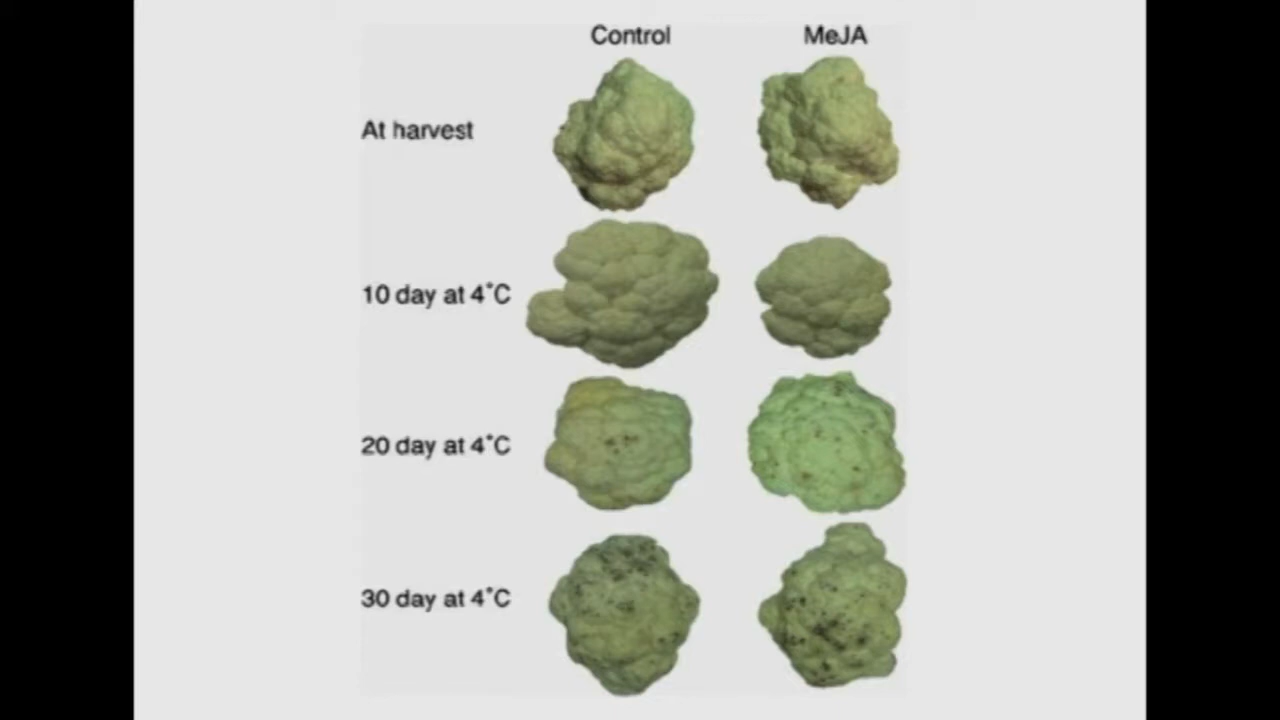 Control MeJA
At harvest
10 day at 4°C
20 day at 4°C
30 day at 4°C